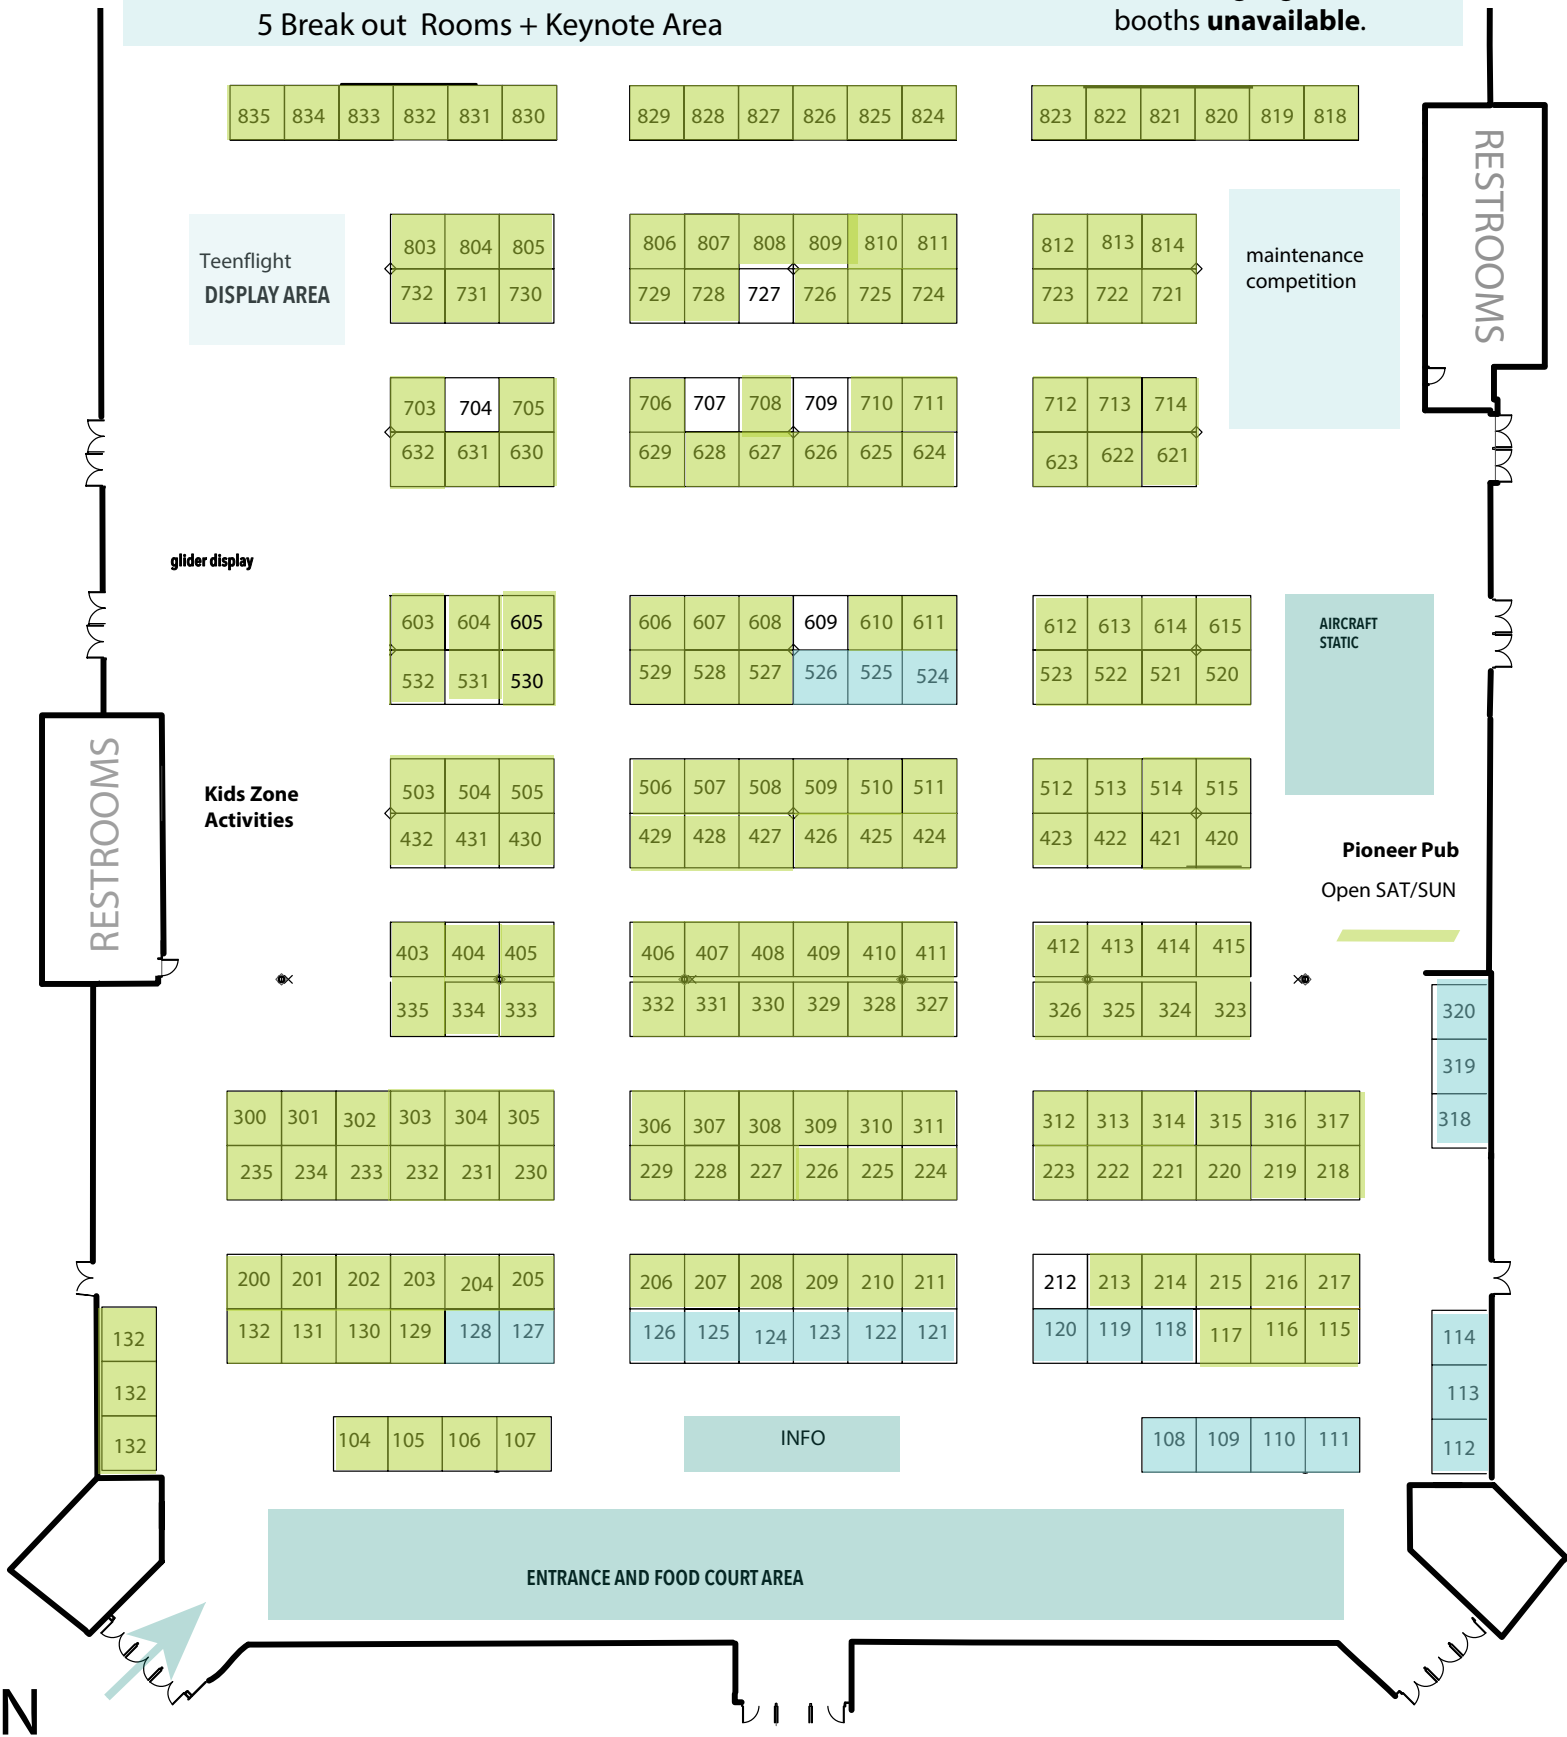 5 Break out Rooms + Keynote Area
booths unavailable.
835 834 833 832 831 830
829 828 827 826 825 824
823 822 821 820 819 818
RESTROOMS
Teenflight
DISPLAY AREA
803 804 805
732 731 730
806 807 808 809 810 811
729 728 727 726 725 724
812 813 814
723 722 721
maintenance
competition
703 704 705
632 631 630
706 707 708 709 710 711
629 628 627 626 625 624
712 713 714
623 622 621
glider display
603 604 605
532 531 530
606 607 608 609 610 611
529 528 527 526 525 524
612 613 614 615
523 522 521 520
AIRCRAFT
STATIC
RESTROOMS
Kids Zone
Activities
503 504 505
432 431 430
506 507 508 509 510 511
429 428 427 426 425 424
512 513 514 515
423 422 421 420
Pioneer Pub
Open SAT/SUN
403 404 405
335 334 333
406 407 408 409 410 411
332 331 330 329 328 327
412 413 414 415
326 325 324 323
320
319
318
300 301 302 303 304 305
235 234 233 232 231 230
306 307 308 309 310 311
229 228 227 226 225 224
312 313 314 315 316 317
223 222 221 220 219 218
200 201 202 203 204 205
132 131 130 129 128 127
206 207 208 209 210 211
126 125 124 123 122 121
212 213 214 215 216 217
120 119 118 117 116 115
132
132
132
114
113
112
104 105 106 107
INFO
108 109 110 111
ENTRANCE AND FOOD COURT AREA
N